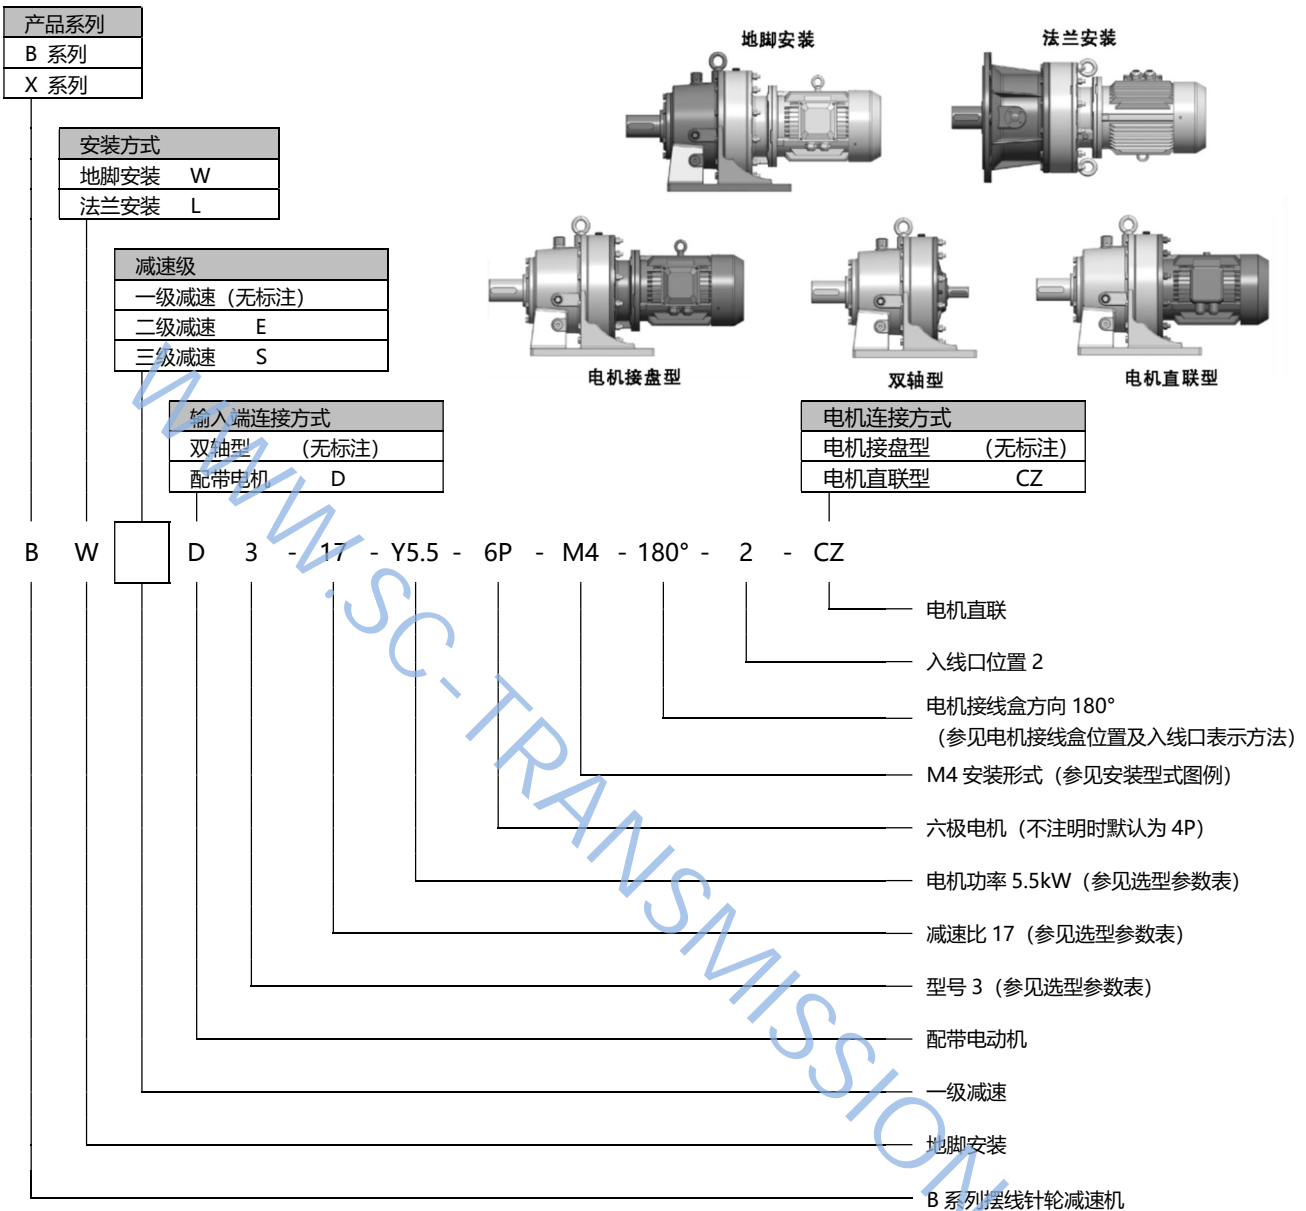 产品系列
B 系列
X 系列
地脚安装
法兰安装
安装方式
地脚安装 W
法兰安装 L
减速级
一级减速（无标注）
二级减速 E
三级减速 S
电机接盘型
双轴型
电机直联型
输入端连接方式
双轴型 （无标注）
配带电机 D
电机连接方式
电机接盘型 （无标注）
电机直联型 CZ
B W D 3 - 17 - Y5.5 - 6P - M4 - 180° - 2 - CZ
电机直联
入线口位置 2
电机接线盒方向 180°
（参见电机接线盒位置及入线口表示方法）
M4 安装形式（参见安装型式图例）
六极电机（不注明时默认为 4P）
电机功率 5.5kW（参见选型参数表）
减速比 17（参见选型参数表）
型号 3（参见选型参数表）
配带电动机
一级减速
地脚安装
B 系列摆线针轮减速机
WWW.SC-TRANSMISSION